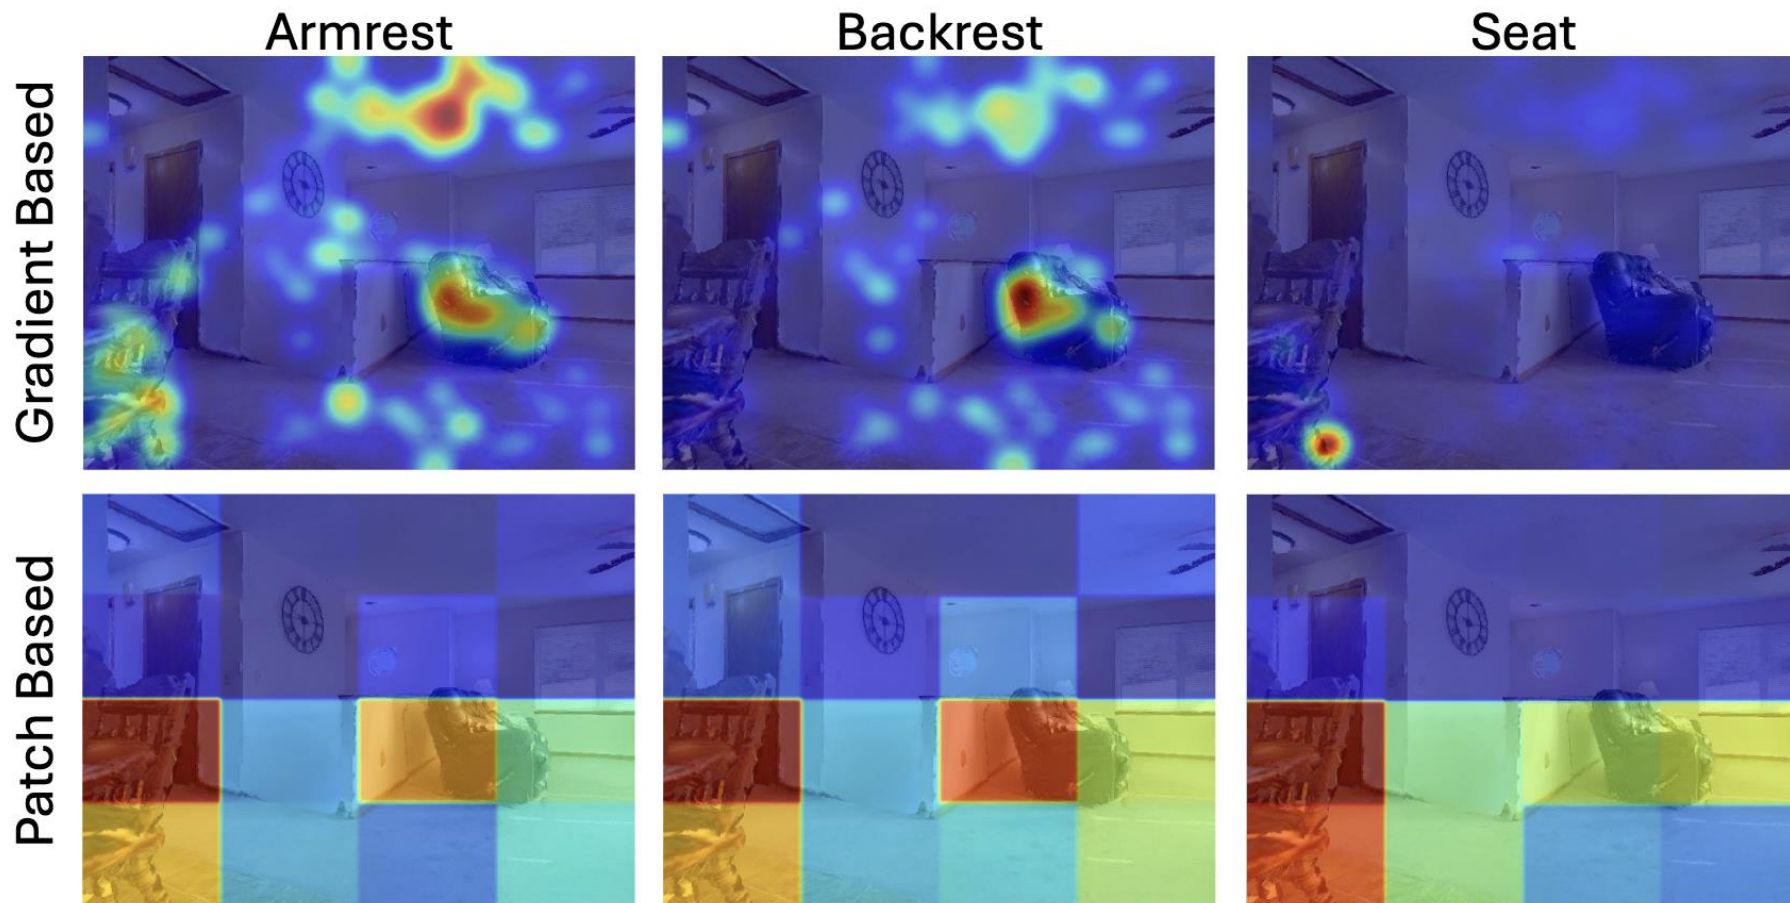 Armrest
Backrest
Seat
Gradient Based
Patch Based